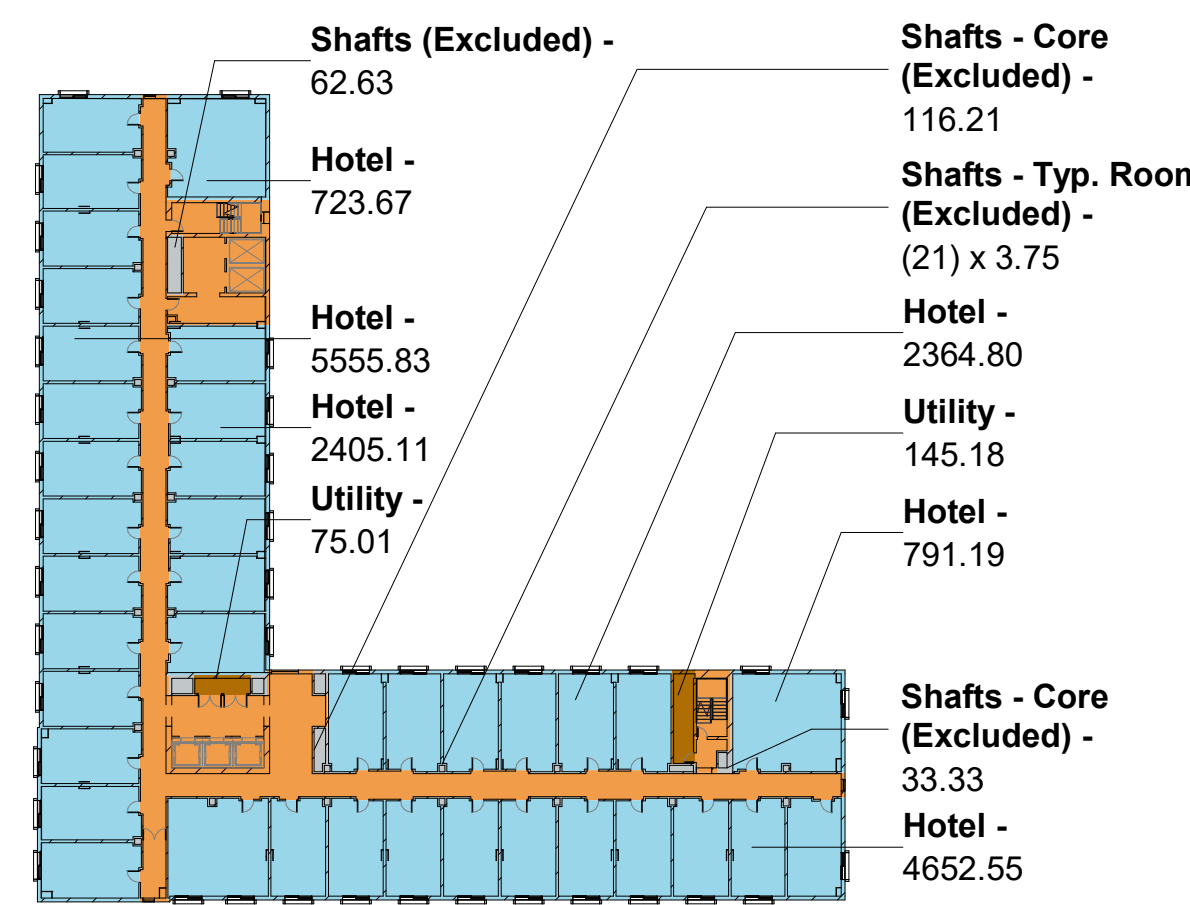 Shafts (Excluded) -
62.63
Hotel -
723.67
Hotel -
5555.83
Hotel -
2405.11
Utility -
75.01
Shafts - Core
(Excluded) -
116.21
Shafts - Typ. Room
(Excluded) -
(21) x 3.75
Hotel -
2364.80
Utility -
145.18
Hotel -
791.19
Shafts - Core
(Excluded) -
33.33
Hotel -
4652.55